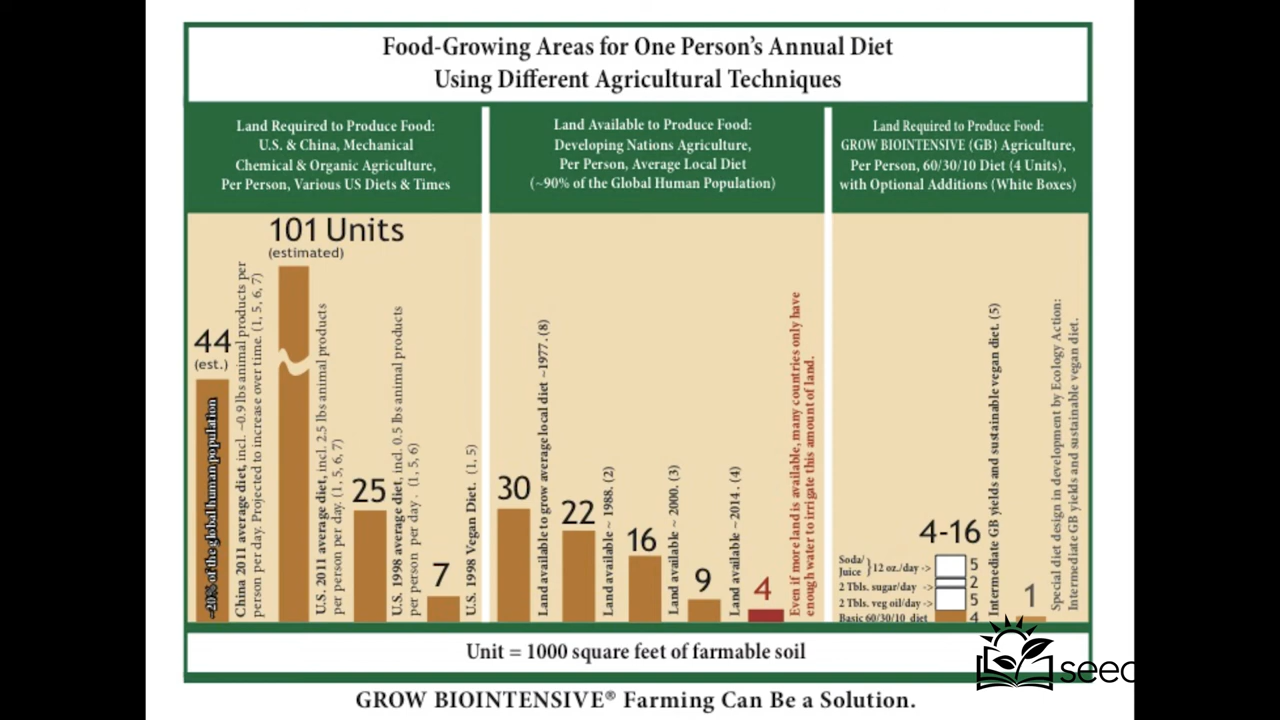 Food-Growing Areas for One Person's Annual Diet
Using Different Agricultural Techniques
Land Required to Produce Food:
U.S. & China, Mechanical
Chemical & Organic Agriculture,
Per Person, Various US Diets & Times
Land Available to Produce Food:
Developing Nations Agriculture,
Per Person, Average Local Diet
(~90% of the Global Human Population)
Land Required to Produce Food:
GROW BIOINTENSIVE (GB) Agriculture,
Per Person, 60/30/10 Diet (4 Units),
with Optional Additions (White Boxes)
44
(est.)
~20% of the global human population
China 2011 average diet, incl. ~0.9 lbs animal products per
person per day. Projected to increase over time. (1, 5, 6, 7)
101 Units
(estimated)
U.S. 2011 average diet, incl. 2.5 lbs animal products
per person per day. (1, 5, 6, 7)
25
U.S. 1998 average diet, incl. 0.5 lbs animal products
per person per day. (1, 5, 6)
7
U.S. 1998 Vegan Diet. (1, 5)
30
Land available to grow average local diet ~1977. (8)
22
Land available ~ 1988. (2)
16
Land available ~ 2000. (3)
9
Land available ~ 2014. (4)
4
Even if more land is available, many countries only have
enough water to irrigate this amount of land.
4-16
Soda/
Juice } 12 oz./day -> 5
2 Tbls. sugar/day -> 2
2 Tbls. veg oil/day -> 5
Basic 60/30/10 diet 4
Intermediate GB yields and sustainable vegan diet. (5)
1
Special diet design in development by Ecology Action:
Intermediate GB yields and sustainable vegan diet.
Unit = 1000 square feet of farmable soil
seed
GROW BIOINTENSIVE® Farming Can Be a Solution.